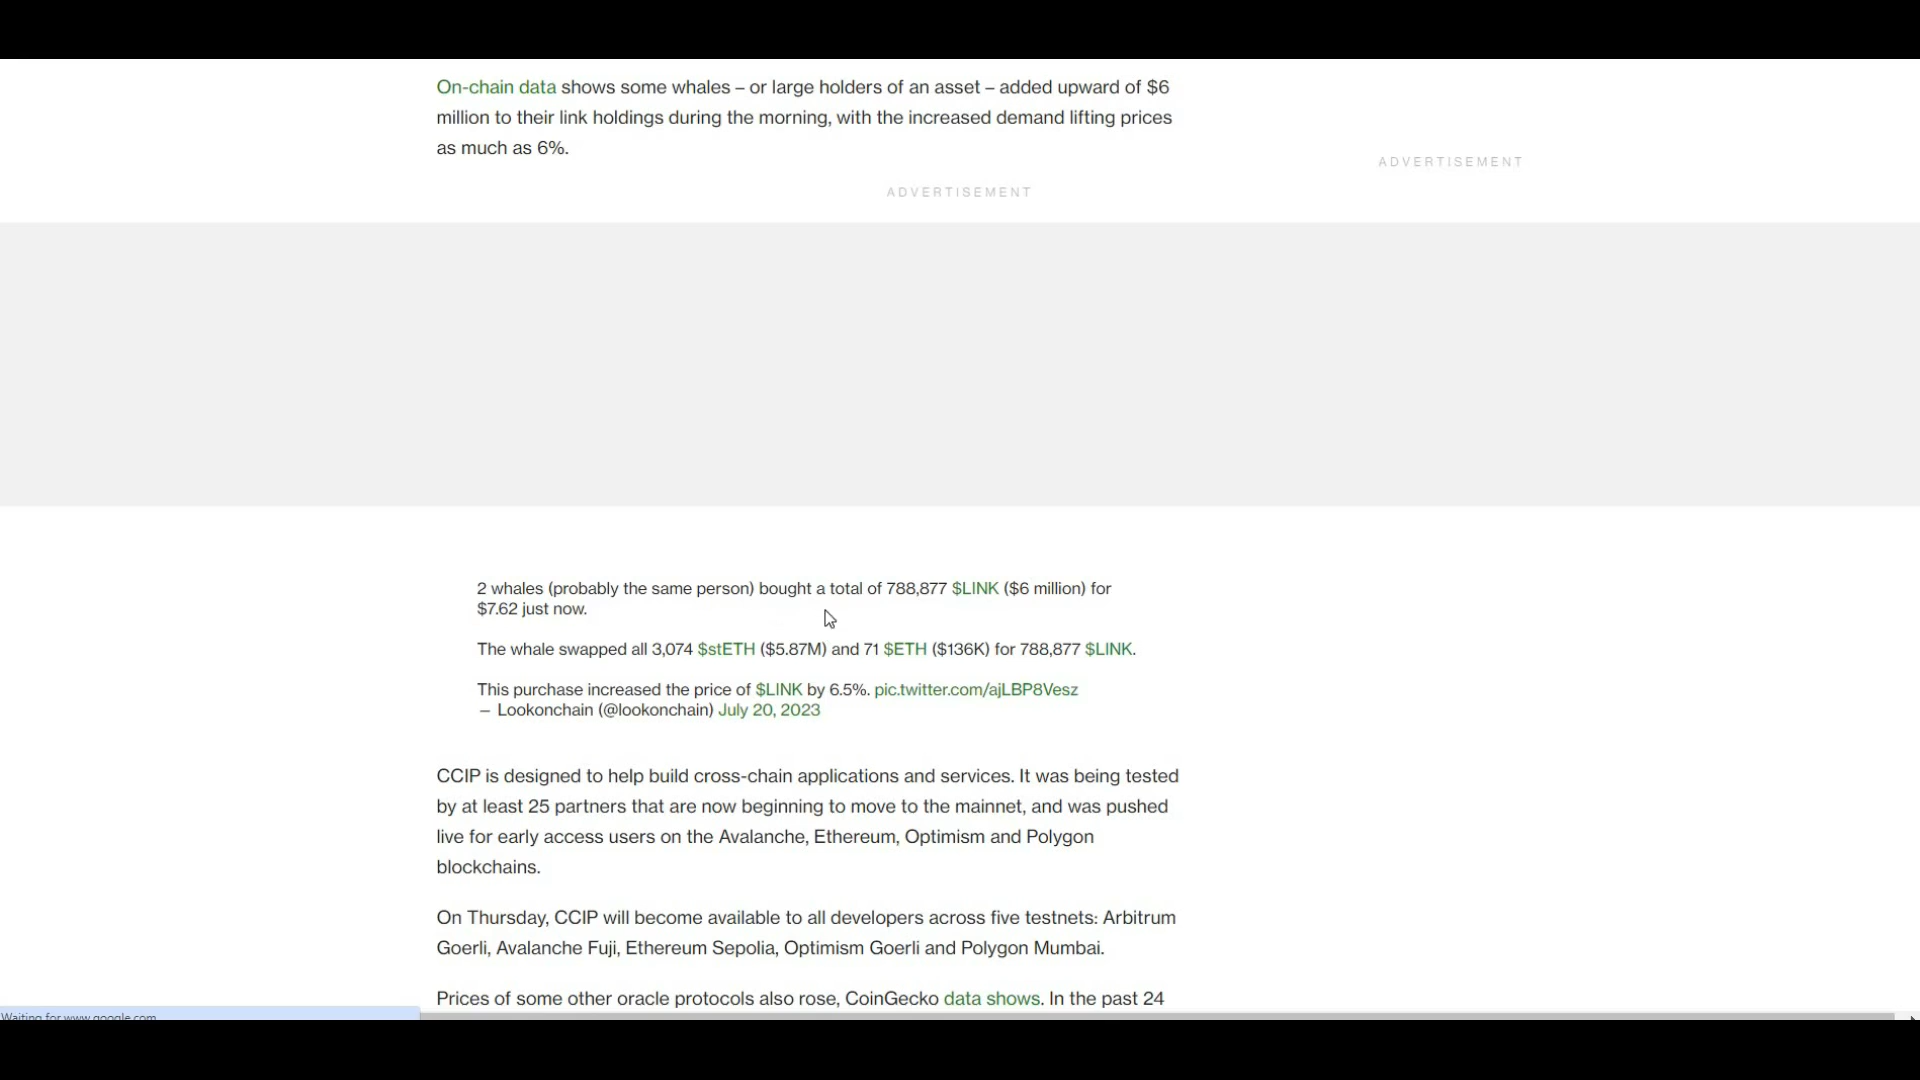 On-chain data shows some whales – or large holders of an asset – added upward of $6
million to their link holdings during the morning, with the increased demand lifting prices
as much as 6%.
ADVERTISEMENT
ADVERTISEMENT
2 whales (probably the same person) bought a total of 788,877 $LINK ($6 million) for
$7.62 just now.
The whale swapped all 3,074 $stETH ($5.87M) and 71 $ETH ($136K) for 788,877 $LINK.
This purchase increased the price of $LINK by 6.5%. pic.twitter.com/ajLBP8Vesz
— Lookonchain (@lookonchain) July 20, 2023
CCIP is designed to help build cross-chain applications and services. It was being tested
by at least 25 partners that are now beginning to move to the mainnet, and was pushed
live for early access users on the Avalanche, Ethereum, Optimism and Polygon
blockchains.
On Thursday, CCIP will become available to all developers across five testnets: Arbitrum
Goerli, Avalanche Fuji, Ethereum Sepolia, Optimism Goerli and Polygon Mumbai.
Prices of some other oracle protocols also rose, CoinGecko data shows. In the past 24
Waiting for www.google.com